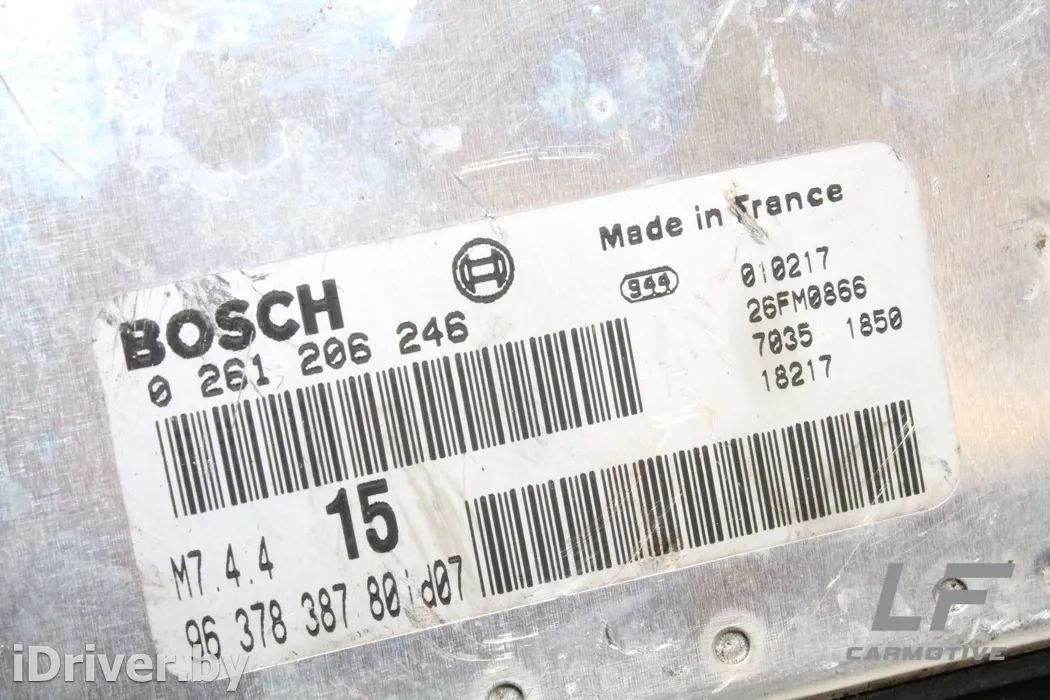 BOSCH
0 261 206 246
Made in France
944
010217
26FM0866
7035 1850
18217
15
M7.4.4
96 378 387 80 id07
iDriver.by
LF
CARMOTIVE